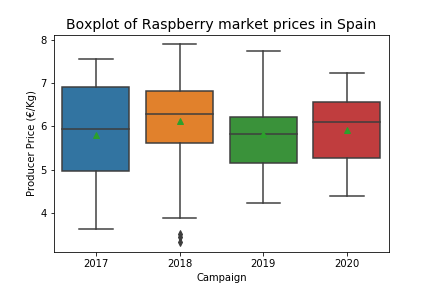 Boxplot of Raspberry market prices in Spain
8
7
6
5
4
Producer Price (€/Kg)
2017 2018 2019 2020
Campaign